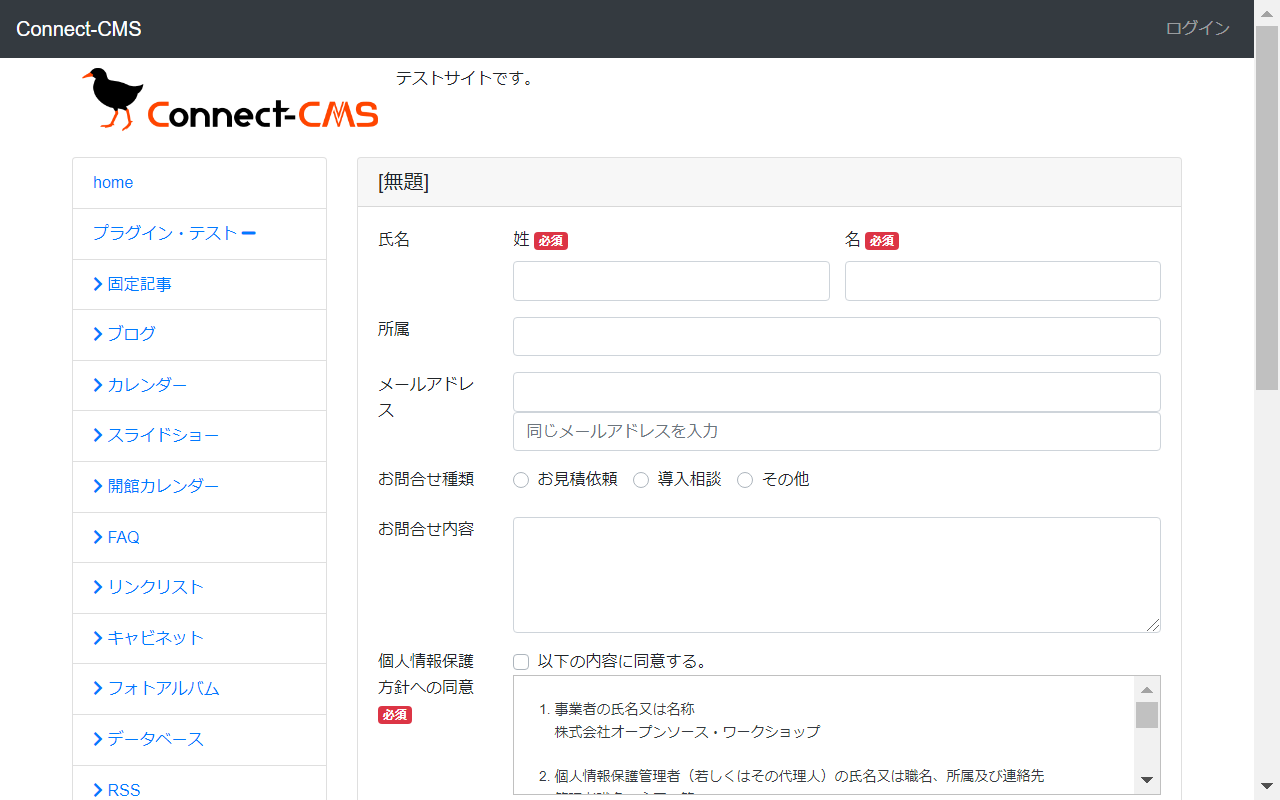 Connect-CMS
ログイン
Connect-CMS
テストサイトです。
home
プラグイン・テスト
固定記事
ブログ
カレンダー
スライドショー
開館カレンダー
FAQ
リンクリスト
キャビネット
フォトアルバム
データベース
RSS
[無題]
氏名
姓 必須
名 必須
所属
メールアドレ
ス
同じメールアドレスを入力
お問合せ種類
お見積依頼 導入相談 その他
お問合せ内容
個人情報保護
方針への同意
必須
以下の内容に同意する。
1. 事業者の氏名又は名称
株式会社オープンソース・ワークショップ
2. 個人情報保護管理者（若しくはその代理人）の氏名又は職名、所属及び連絡先